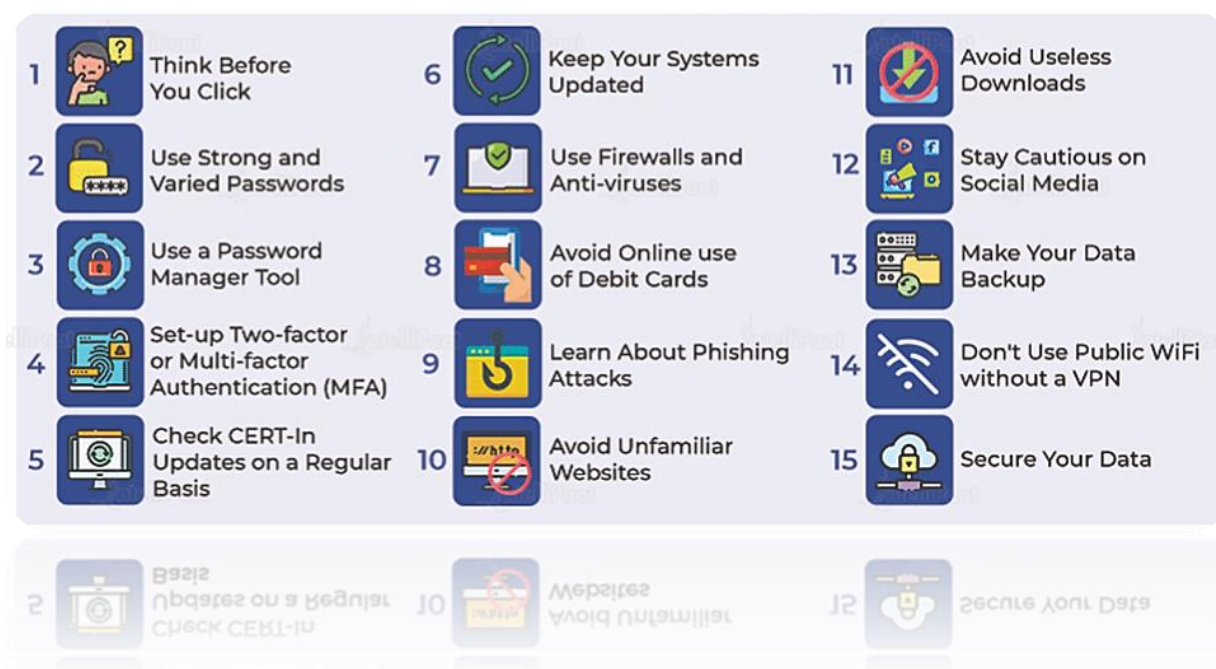 1
Think Before
You Click
2
Use Strong and
Varied Passwords
****
3
Use a Password
Manager Tool
4
Set-up Two-factor
or Multi-factor
Authentication (MFA)
5
Check CERT-In
Updates on a Regular
Basis
6
Keep Your Systems
Updated
7
Use Firewalls and
Anti-viruses
8
Avoid Online use
of Debit Cards
9
Learn About Phishing
Attacks
10
://http
Avoid Unfamiliar
Websites
11
Avoid Useless
Downloads
12
Stay Cautious on
Social Media
13
Make Your Data
Backup
14
Don't Use Public WiFi
without a VPN
15
Secure Your Data